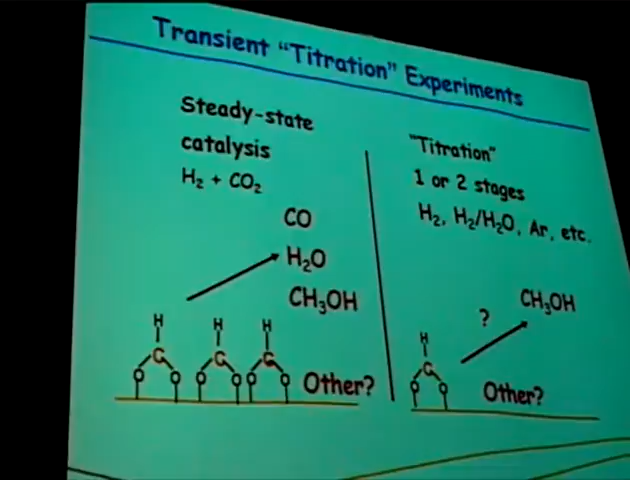 Transient “Titration” Experiments
Steady-state
catalysis
H₂ + CO₂
CO
H₂O
CH₃OH
H H H
C C C
O O O O O O
Other?
"Titration"
1 or 2 stages
H₂, H₂/H₂O, Ar, etc.
CH₃OH
?
H
C
O O
Other?